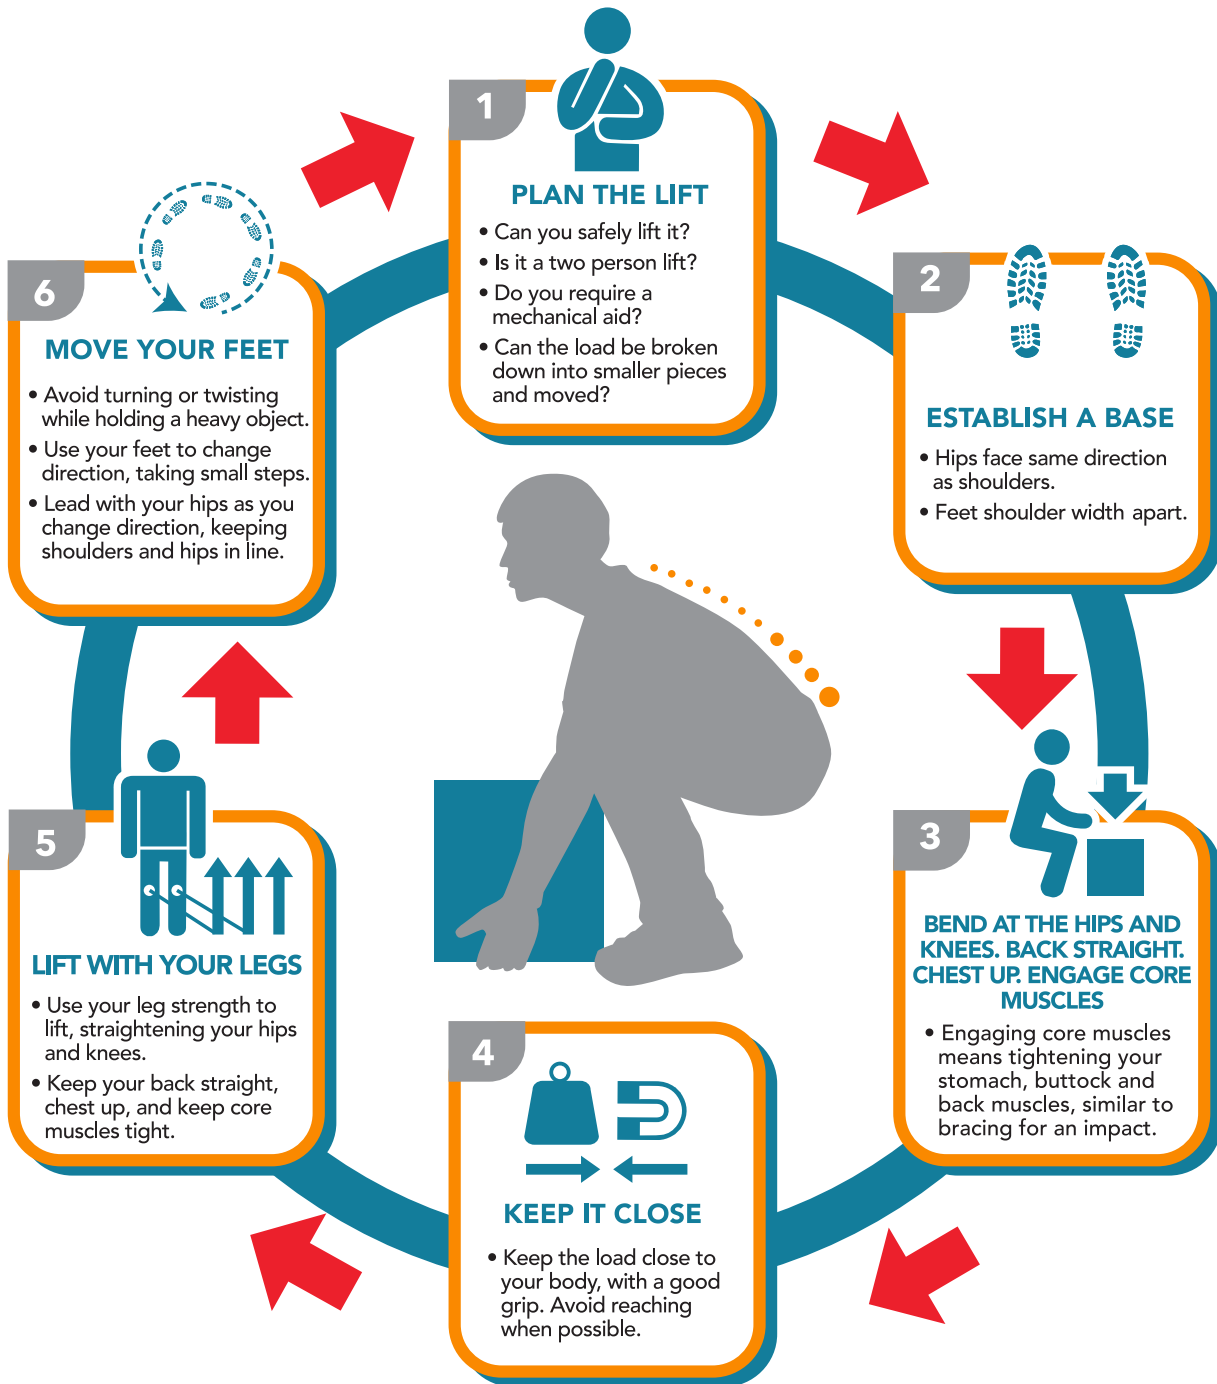 1
PLAN THE LIFT
• Can you safely lift it?
• Is it a two person lift?
• Do you require a
mechanical aid?
• Can the load be broken
down into smaller pieces
and moved?
2
ESTABLISH A BASE
• Hips face same direction
as shoulders.
• Feet shoulder width apart.
3
BEND AT THE HIPS AND
KNEES. BACK STRAIGHT.
CHEST UP. ENGAGE CORE
MUSCLES
• Engaging core muscles
means tightening your
stomach, buttock and
back muscles, similar to
bracing for an impact.
4
KEEP IT CLOSE
• Keep the load close to
your body, with a good
grip. Avoid reaching
when possible.
5
LIFT WITH YOUR LEGS
• Use your leg strength to
lift, straightening your hips
and knees.
• Keep your back straight,
chest up, and keep core
muscles tight.
6
MOVE YOUR FEET
• Avoid turning or twisting
while holding a heavy object.
• Use your feet to change
direction, taking small steps.
• Lead with your hips as you
change direction, keeping
shoulders and hips in line.